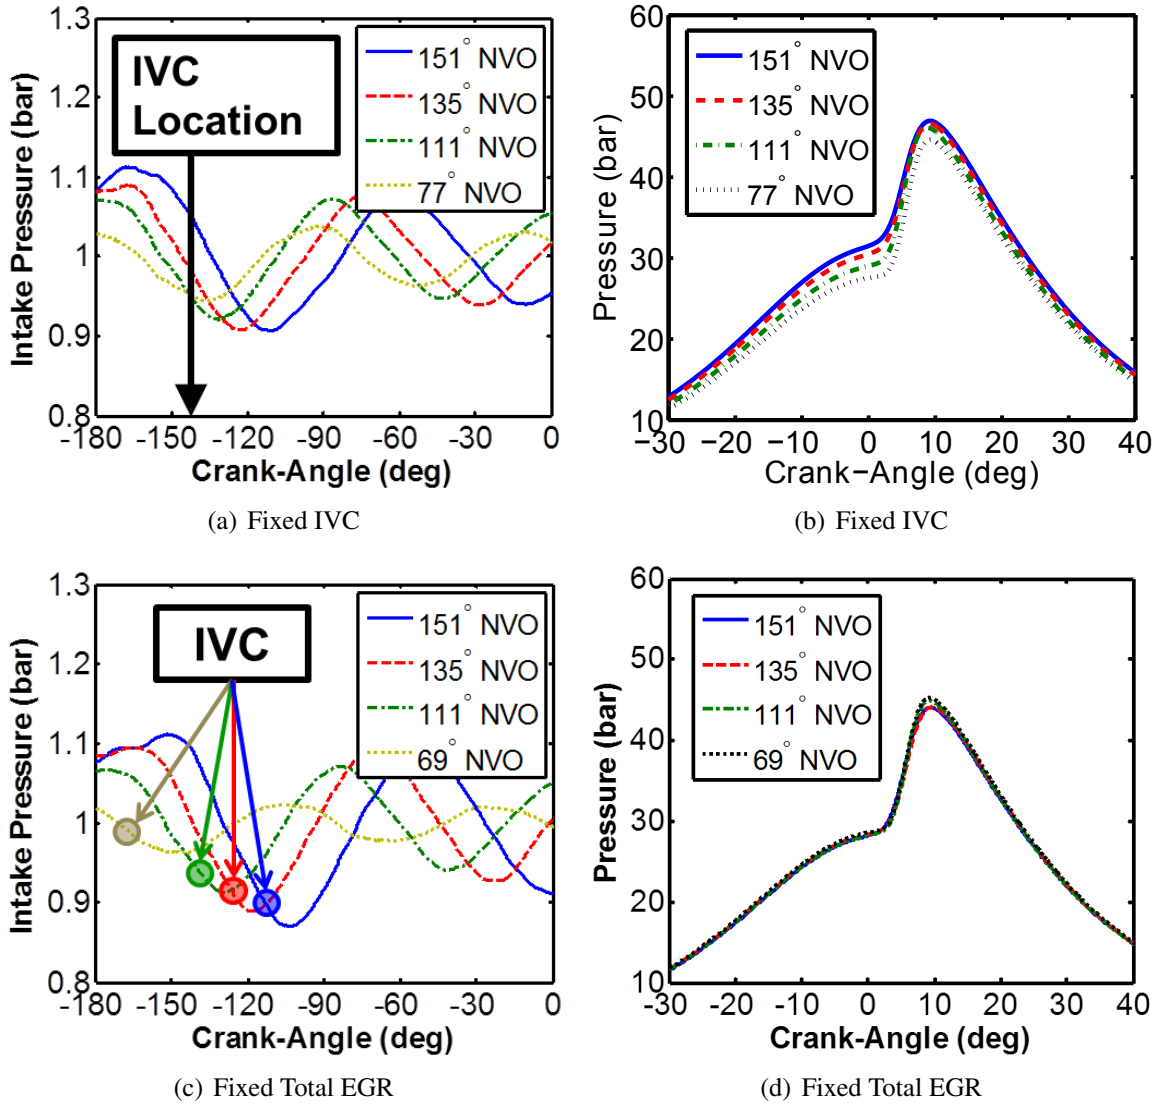 1.3
1.2
1.1
1
0.9
0.8
Intake Pressure (bar)
IVC
Location
151° NVO
135° NVO
111° NVO
77° NVO
-180 -150 -120 -90 -60 -30 0
Crank-Angle (deg)
(a) Fixed IVC
60
50
40
30
20
10
Pressure (bar)
151° NVO
135° NVO
111° NVO
77° NVO
−30 −20 −10 0 10 20 30 40
Crank−Angle (deg)
(b) Fixed IVC
1.3
1.2
1.1
1
0.9
0.8
Intake Pressure (bar)
IVC
151° NVO
135° NVO
111° NVO
69° NVO
-180 -150 -120 -90 -60 -30 0
Crank-Angle (deg)
(c) Fixed Total EGR
60
50
40
30
20
10
Pressure (bar)
151° NVO
135° NVO
111° NVO
69° NVO
-30 -20 -10 0 10 20 30 40
Crank-Angle (deg)
(d) Fixed Total EGR